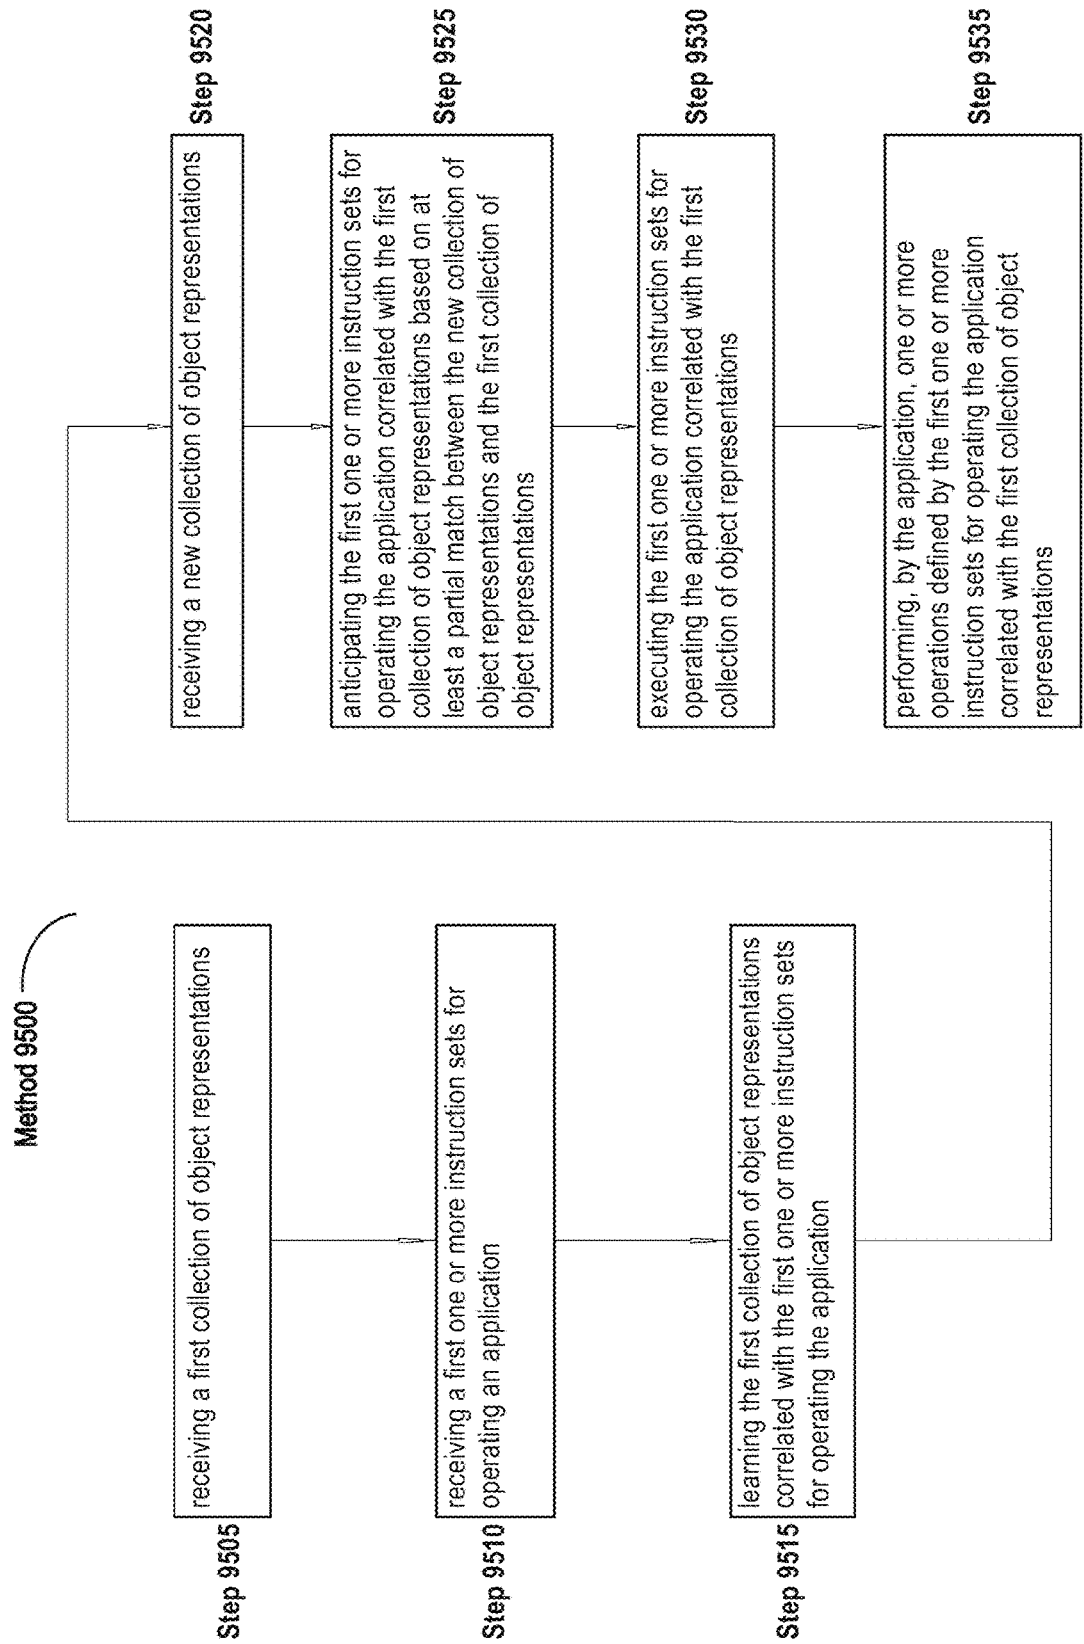 Method 9500
Step 9505
receiving a first collection of object representations
Step 9510
receiving a first one or more instruction sets for
operating an application
Step 9515
learning the first collection of object representations
correlated with the first one or more instruction sets
for operating the application
receiving a new collection of object representations
Step 9520
anticipating the first one or more instruction sets for
operating the application correlated with the first
collection of object representations based on at
least a partial match between the new collection of
object representations and the first collection of
object representations
Step 9525
executing the first one or more instruction sets for
operating the application correlated with the first
collection of object representations
Step 9530
performing, by the application, one or more
operations defined by the first one or more
instruction sets for operating the application
correlated with the first collection of object
representations
Step 9535